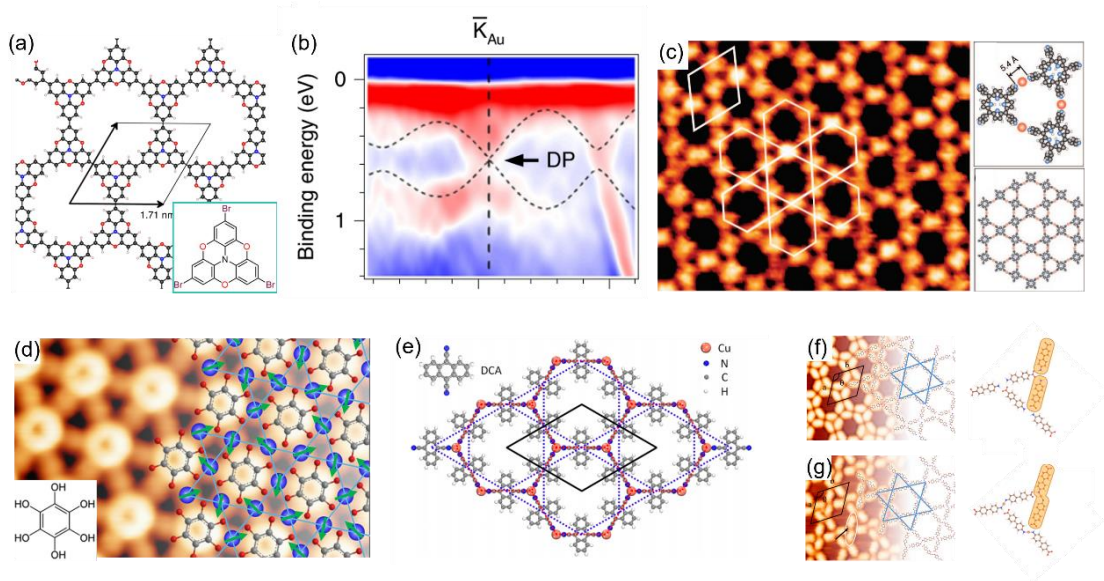 (a)
1.71 nm
Br
O
O
N
Br
O
Br
(b)
K̅Au
Binding energy (eV)
0
1
DP
(c)
5.4 Å
(d)
OH
HO
OH
HO
OH
OH
(e)
DCA
Cu
N
C
H
(f)
(g)